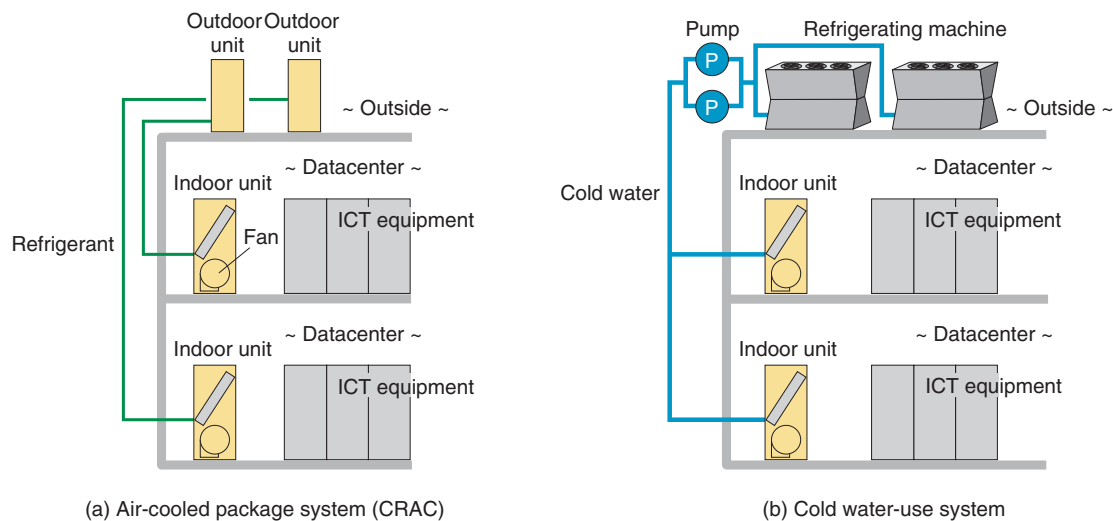 Outdoor unit
Outdoor unit
~ Outside ~
~ Datacenter ~
Indoor unit
ICT equipment
Fan
Refrigerant
~ Datacenter ~
Indoor unit
ICT equipment
(a) Air-cooled package system (CRAC)
Pump
Refrigerating machine
P
P
~ Outside ~
~ Datacenter ~
Indoor unit
Cold water
ICT equipment
~ Datacenter ~
Indoor unit
ICT equipment
(b) Cold water-use system